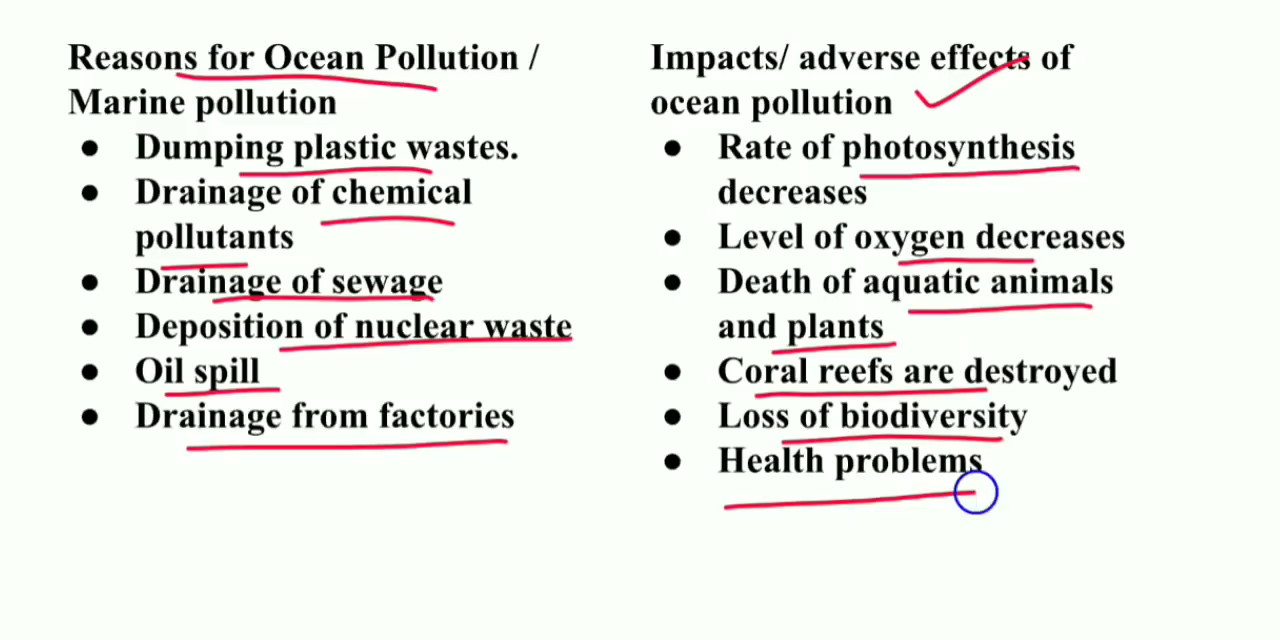 Reasons for Ocean Pollution /
Marine pollution
● Dumping plastic wastes.
● Drainage of chemical
pollutants
● Drainage of sewage
● Deposition of nuclear waste
● Oil spill
● Drainage from factories
Impacts/ adverse effects of
ocean pollution
● Rate of photosynthesis
decreases
● Level of oxygen decreases
● Death of aquatic animals
and plants
● Coral reefs are destroyed
● Loss of biodiversity
● Health problems